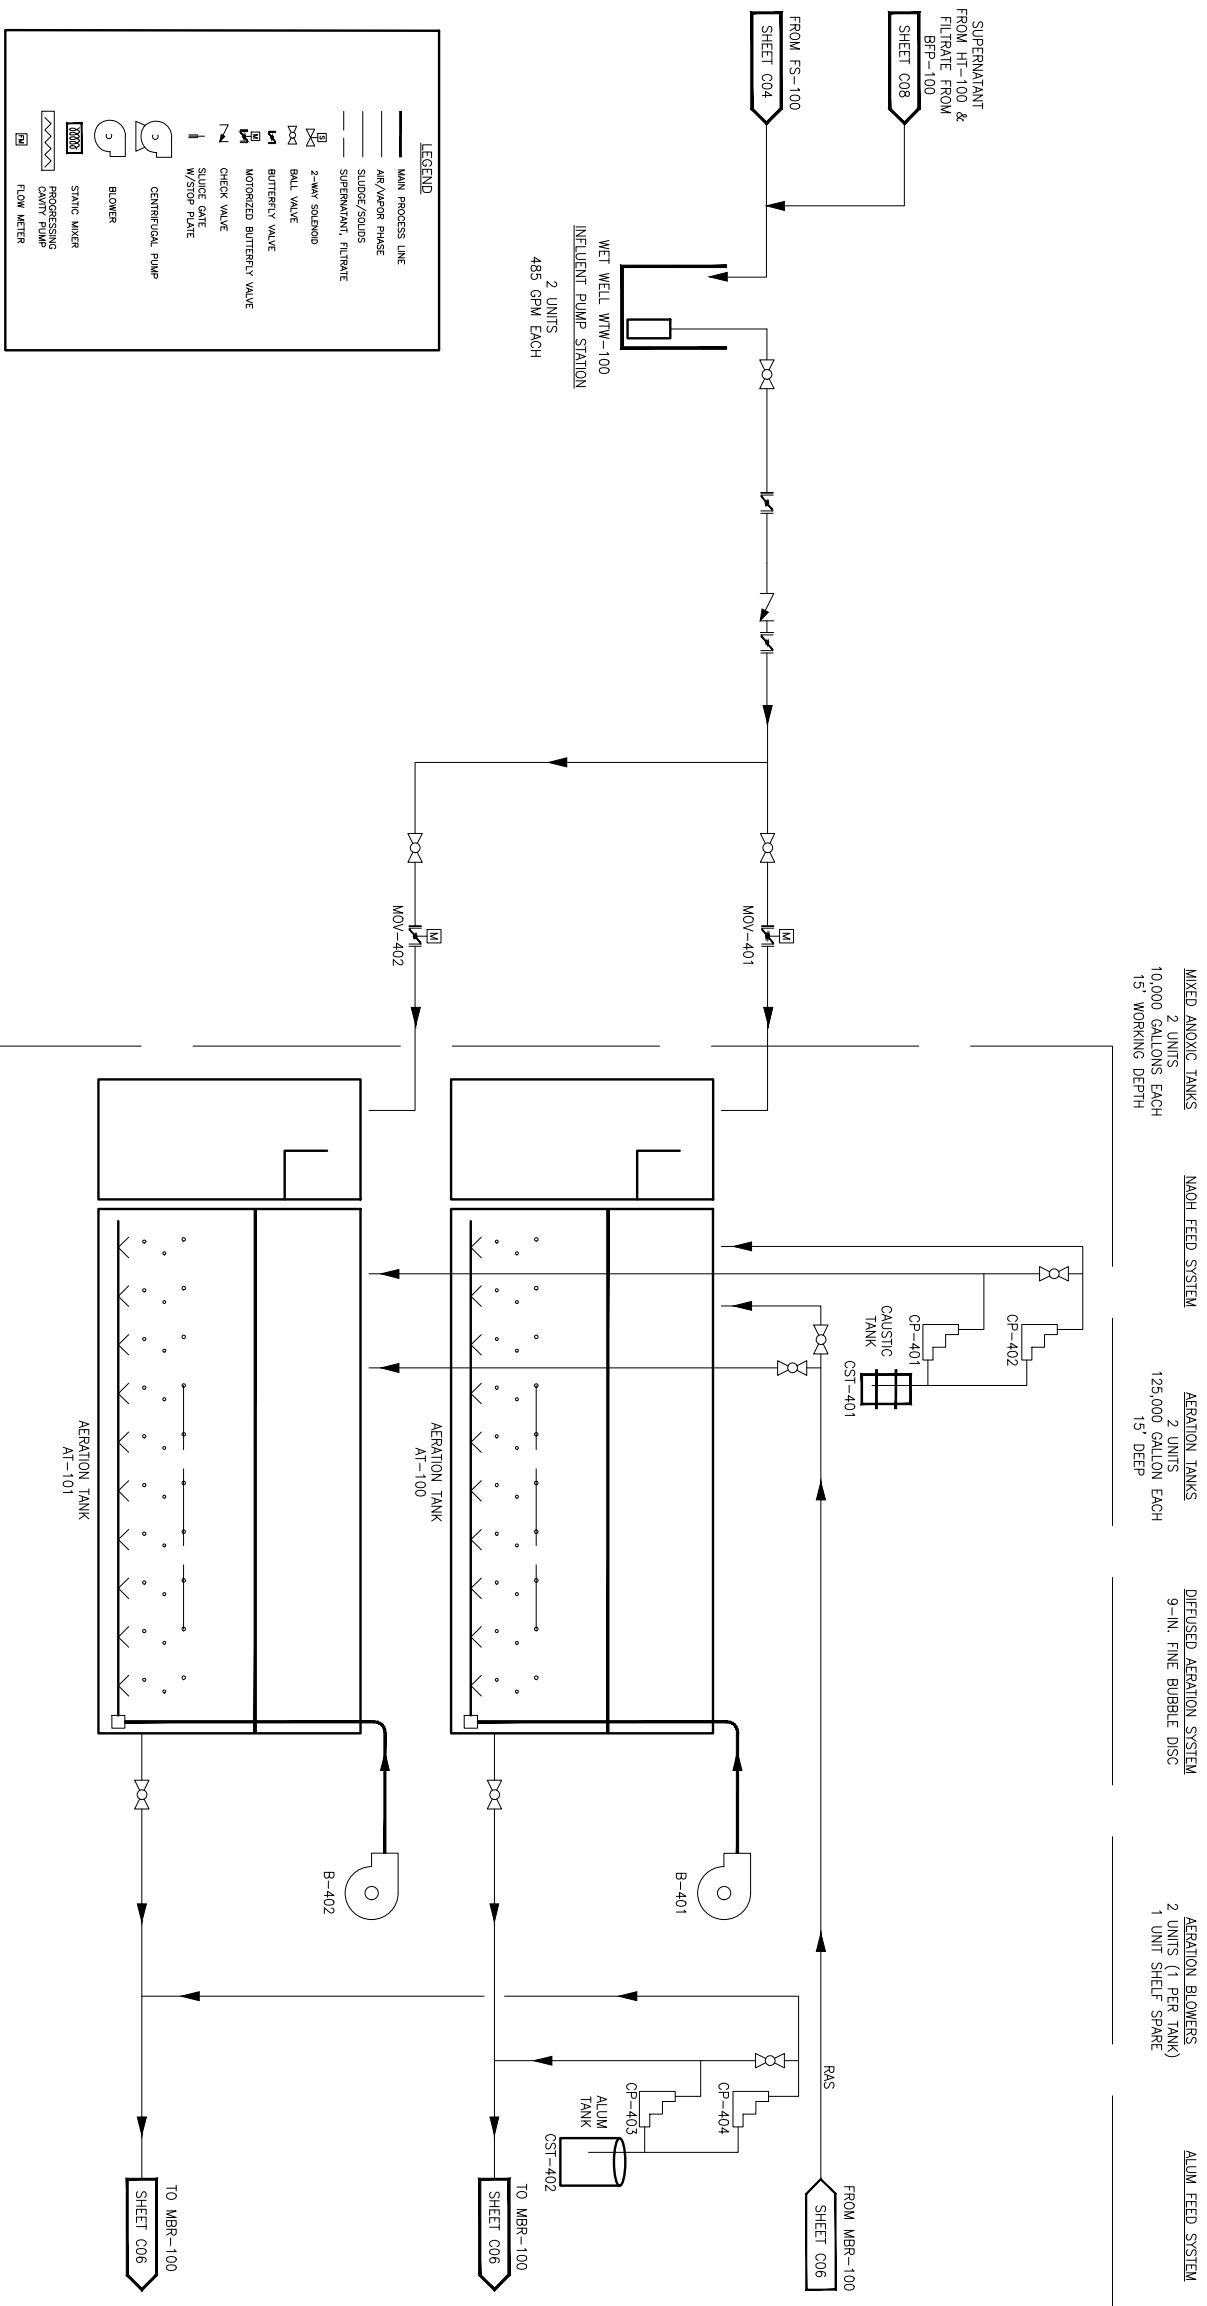 MIXED ANOXIC TANKS
2 UNITS
10,000 GALLONS EACH
15' WORKING DEPTH
NAOH FEED SYSTEM
AERATION TANKS
2 UNITS
125,000 GALLON EACH
15' DEEP
DIFFUSED AERATION SYSTEM
9-IN. FINE BUBBLE DISC
AERATION BLOWERS
2 UNITS (1 PER TANK)
1 UNIT SHELF SPARE
ALUM FEED SYSTEM
SUPERNATANT
FROM HT-100 &
FILTRATE FROM
BFP-100
SHEET C08
FROM FS-100
SHEET C04
WET WELL WTW-100
INFLUENT PUMP STATION
2 UNITS
485 GPM EACH
M
MOV-401
M
MOV-402
CP-402
CP-401
CAUSTIC
TANK
CST-401
AERATION TANK
AT-100
AERATION TANK
AT-101
B-401
B-402
RAS
FROM MBR-100
SHEET C06
CP-404
CP-403
ALUM
TANK
CST-402
TO MBR-100
SHEET C06
TO MBR-100
SHEET C06
LEGEND
MAIN PROCESS LINE
AIR/VAPOR PHASE
SLUDGE/SOLIDS
SUPERNATANT, FILTRATE
S
2-WAY SOLENOID
BALL VALVE
BUTTERFLY VALVE
M
MOTORIZED BUTTERFLY VALVE
CHECK VALVE
SLUICE GATE
W/STOP PLATE
CENTRIFUGAL PUMP
BLOWER
STATIC MIXER
PROGRESSING
CAVITY PUMP
FM
FLOW METER